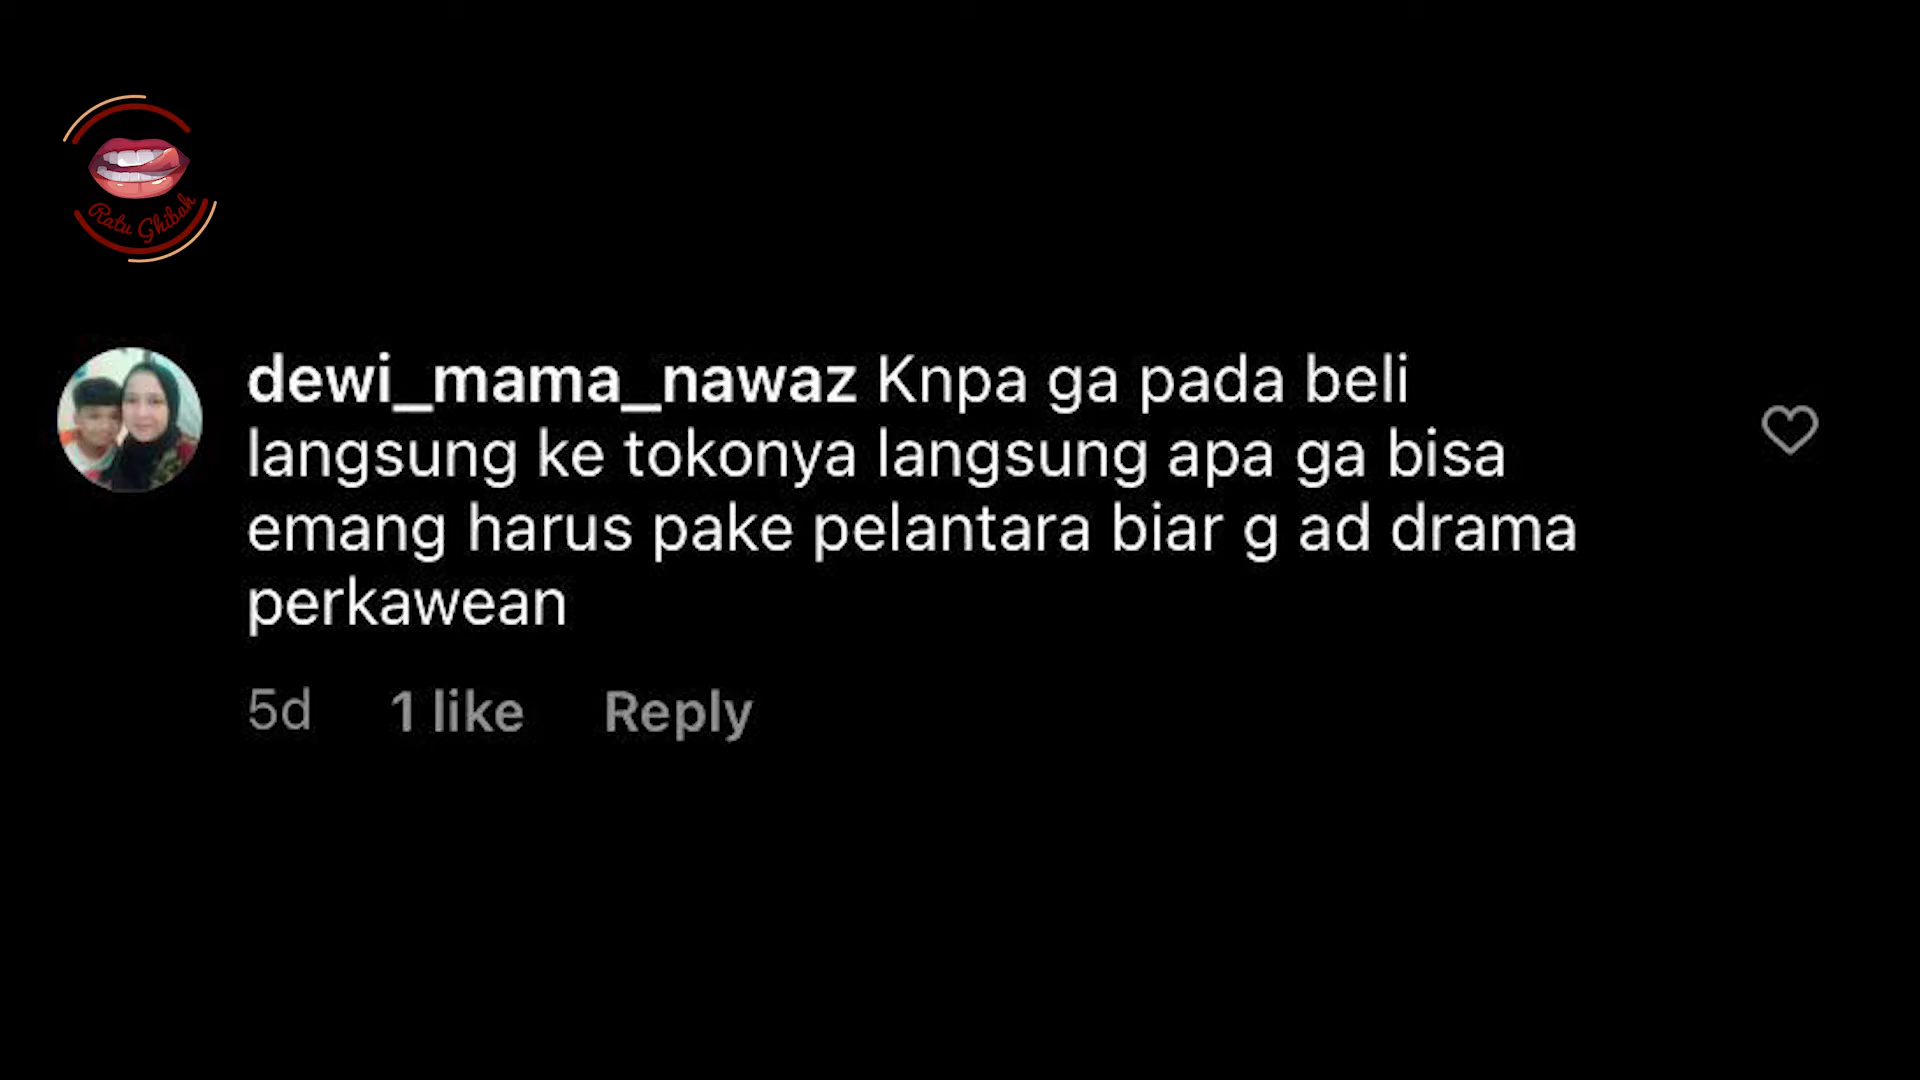 Ratu Ghibah
dewi_mama_nawaz Knpa ga pada beli
langsung ke tokonya langsung apa ga bisa
emang harus pake pelantara biar g ad drama
perkawean
5d 1 like Reply